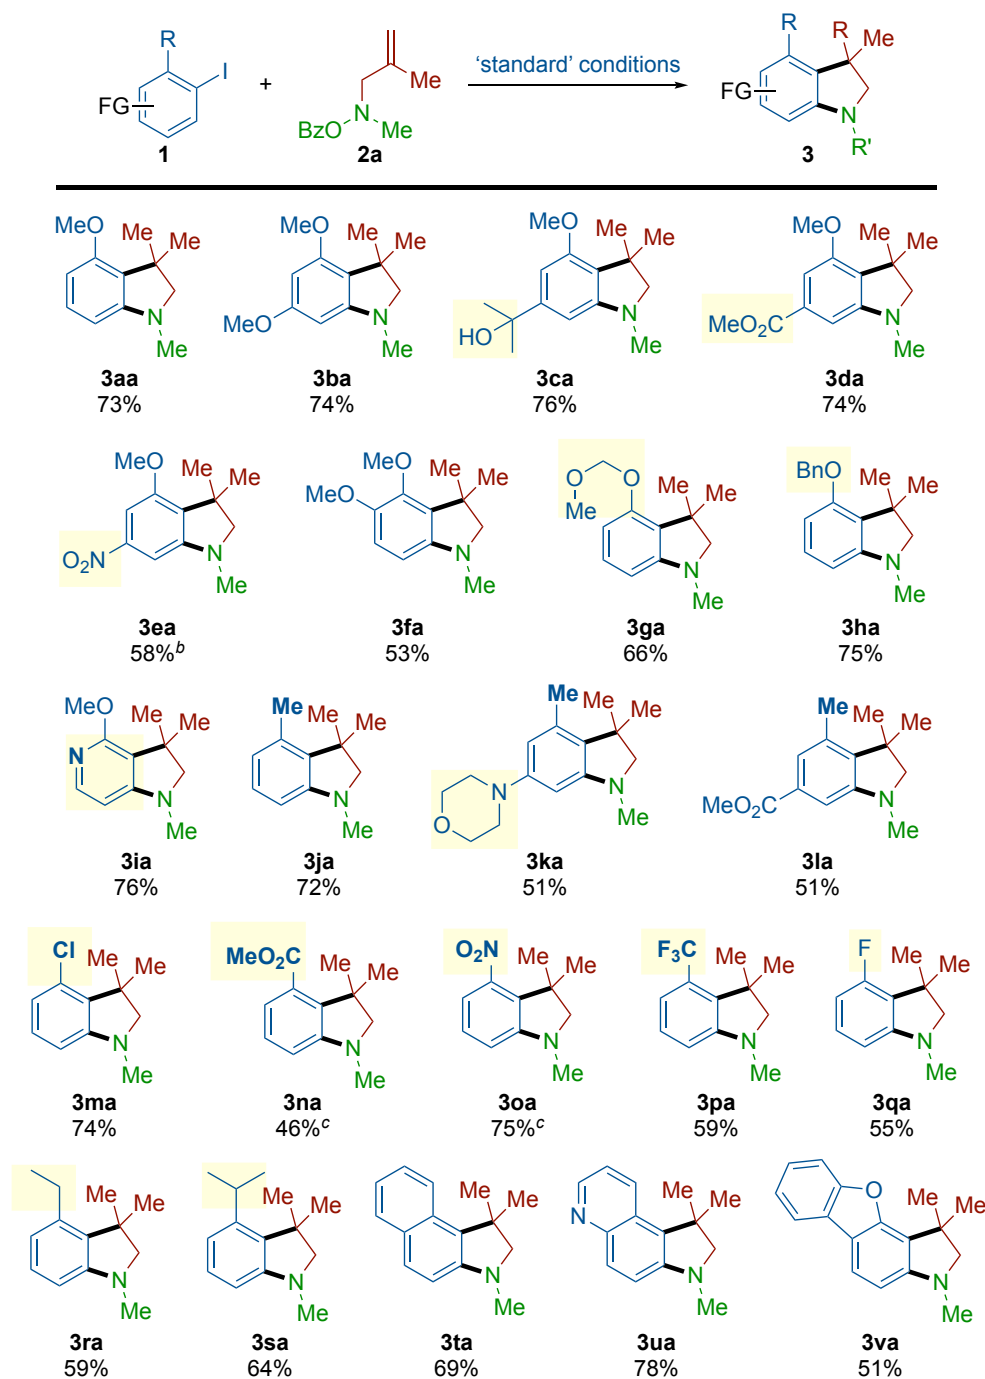 R
I
FG
1
+
Me
N
BzO
Me
2a
'standard' conditions
R
R
Me
FG
N
R'
3
MeO
Me
Me
N
Me
3aa
73%
MeO
Me
Me
MeO
N
Me
3ba
74%
MeO
Me
Me
HO
N
Me
3ca
76%
MeO
Me
Me
MeO2C
N
Me
3da
74%
MeO
Me
Me
O2N
N
Me
3ea
58%b
MeO
MeO
Me
Me
N
Me
3fa
53%
O
O
Me
Me
Me
N
Me
3ga
66%
BnO
Me
Me
N
Me
3ha
75%
MeO
Me
Me
N
N
Me
3ia
76%
Me
Me
Me
N
Me
3ja
72%
Me
Me
Me
N
O
N
Me
3ka
51%
Me
Me
Me
MeO2C
N
Me
3la
51%
Cl
Me
Me
N
Me
3ma
74%
MeO2C
Me
Me
N
Me
3na
46%c
O2N
Me
Me
N
Me
3oa
75%c
F3C
Me
Me
N
Me
3pa
59%
F
Me
Me
N
Me
3qa
55%
Me
Me
N
Me
3ra
59%
Me
Me
N
Me
3sa
64%
Me
Me
N
Me
3ta
69%
N
Me
Me
N
Me
3ua
78%
O
Me
Me
N
Me
3va
51%